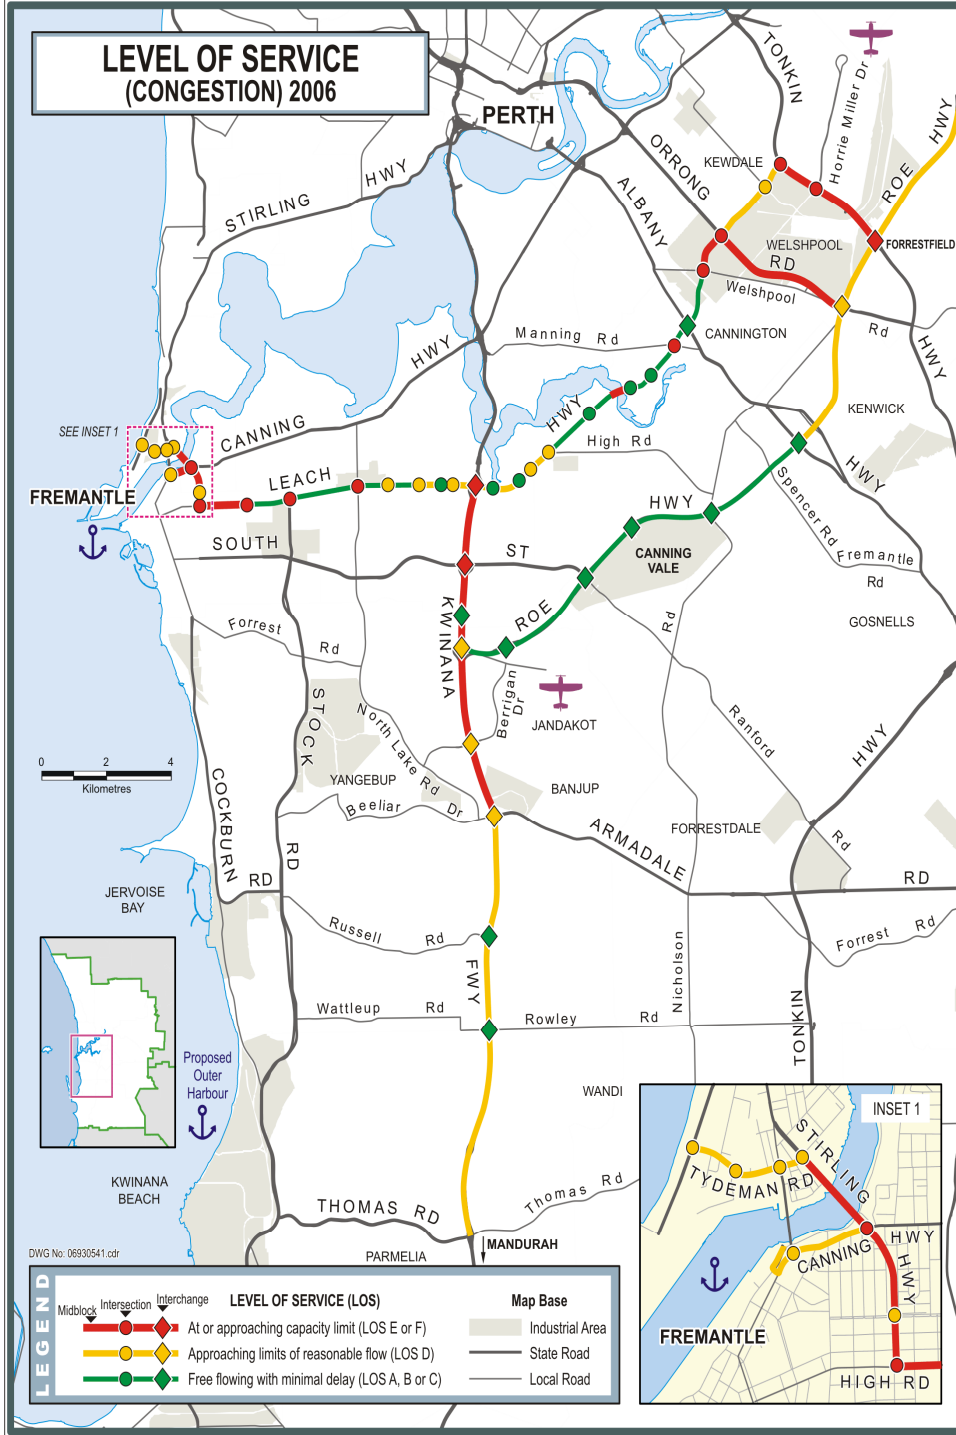 LEVEL OF SERVICE
(CONGESTION) 2006
PERTH
TONKIN
Horrie Miller Dr
HWY
ORRONG
KEWDALE
ROE
STIRLING
HWY
ALBANY
WELSHPOOL
RD
FORRESTFIELD
Welshpool
Rd
HWY
Manning Rd
CANNINGTON
HWY
KENWICK
SEE INSET 1
CANNING
HWY
High Rd
HWY
LEACH
FREMANTLE
HWY
Spencer Rd
SOUTH
ST
CANNING
VALE
Fremantle
Rd
KWINANA
ROE
Rd
GOSNELLS
Forrest
Rd
Berrigan
Dr
STOCK
North Lake Rd
JANDAKOT
Ranford
HWY
0 2 4
Kilometres
YANGEBUP
BANJUP
COCKBURN
Beeliar Dr
ARMADALE
FORRESTDALE
Rd
RD
RD
RD
JERVOISE
BAY
Russell Rd
Forrest Rd
FWY
Nicholson
Wattleup Rd
Rowley Rd
TONKIN
Proposed
Outer
Harbour
WANDI
INSET 1
STIRLING
TYDEMAN RD
HWY
CANNING
HWY
FREMANTLE
HIGH RD
KWINANA
BEACH
THOMAS RD
Thomas Rd
MANDURAH
PARMELIA
DWG No: 06930541.cdr
LEGEND
Midblock
Intersection
Interchange
LEVEL OF SERVICE (LOS)
At or approaching capacity limit (LOS E or F)
Approaching limits of reasonable flow (LOS D)
Free flowing with minimal delay (LOS A, B or C)
Map Base
Industrial Area
State Road
Local Road